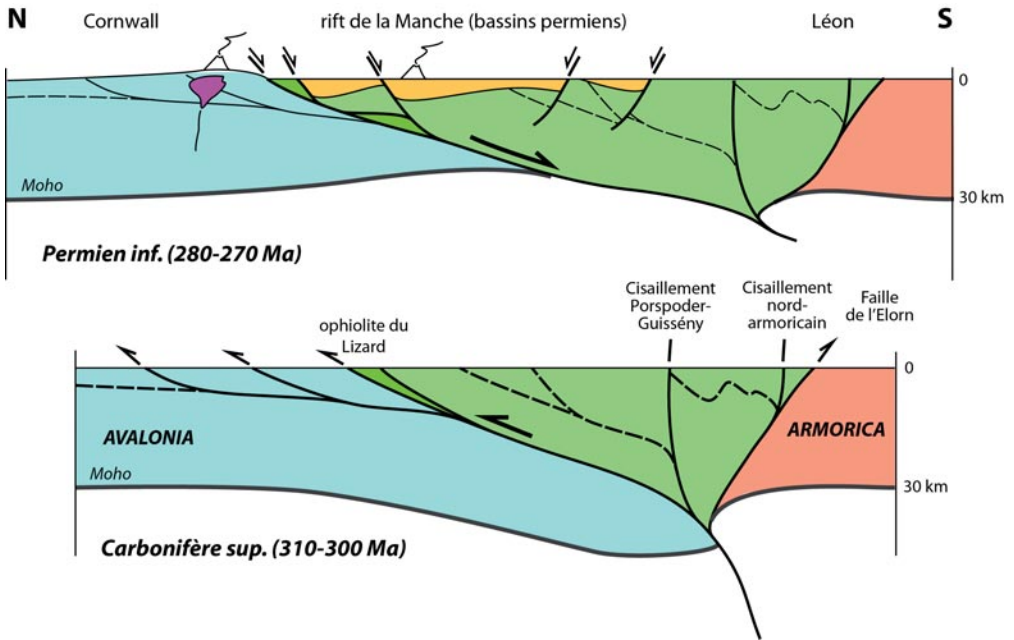 N
Cornwall
rift de la Manche (bassins permiens)
Léon
S
0
Moho
30 km
Permien inf. (280-270 Ma)
Cisaillement
Porspoder-
Guissény
Cisaillement
nord-
armoricain
Faille
de l'Elorn
ophiolite du
Lizard
0
AVALONIA
ARMORICA
Moho
30 km
Carbonifère sup. (310-300 Ma)